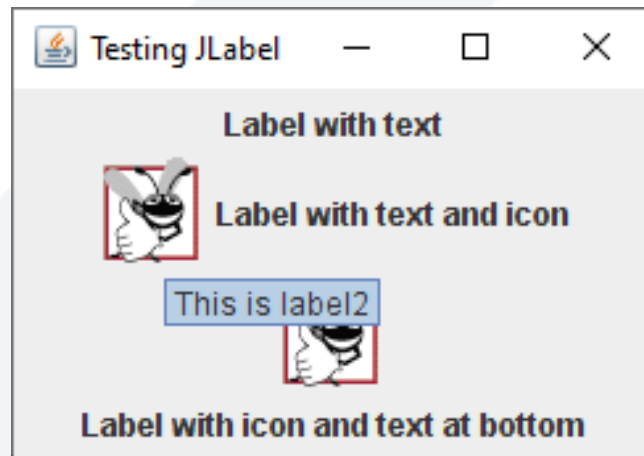 Testing JLabel
Label with text
Label with text and icon
This is label2
Label with icon and text at bottom